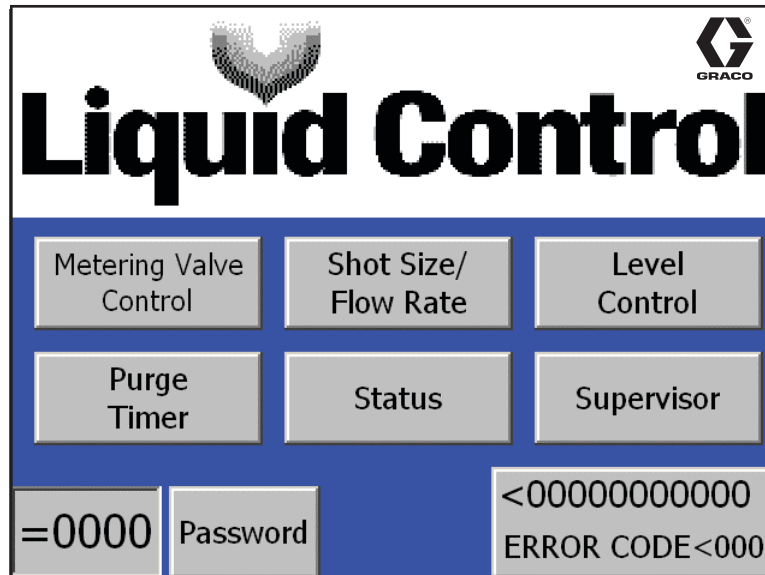 GRACO
Liquid Control
Metering Valve
Control
Shot Size/
Flow Rate
Level
Control
Purge
Timer
Status
Supervisor
=0000
Password
<00000000000
ERROR CODE<000